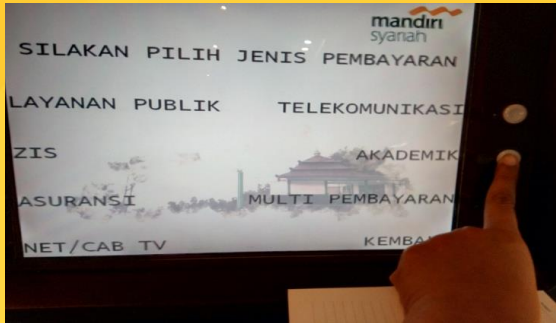 mandiri
syariah
SILAKAN PILIH JENIS PEMBAYARAN
LAYANAN PUBLIK TELEKOMUNIKASI
ZIS AKADEMIK
ASURANSI MULTI PEMBAYARAN
NET/CAB TV